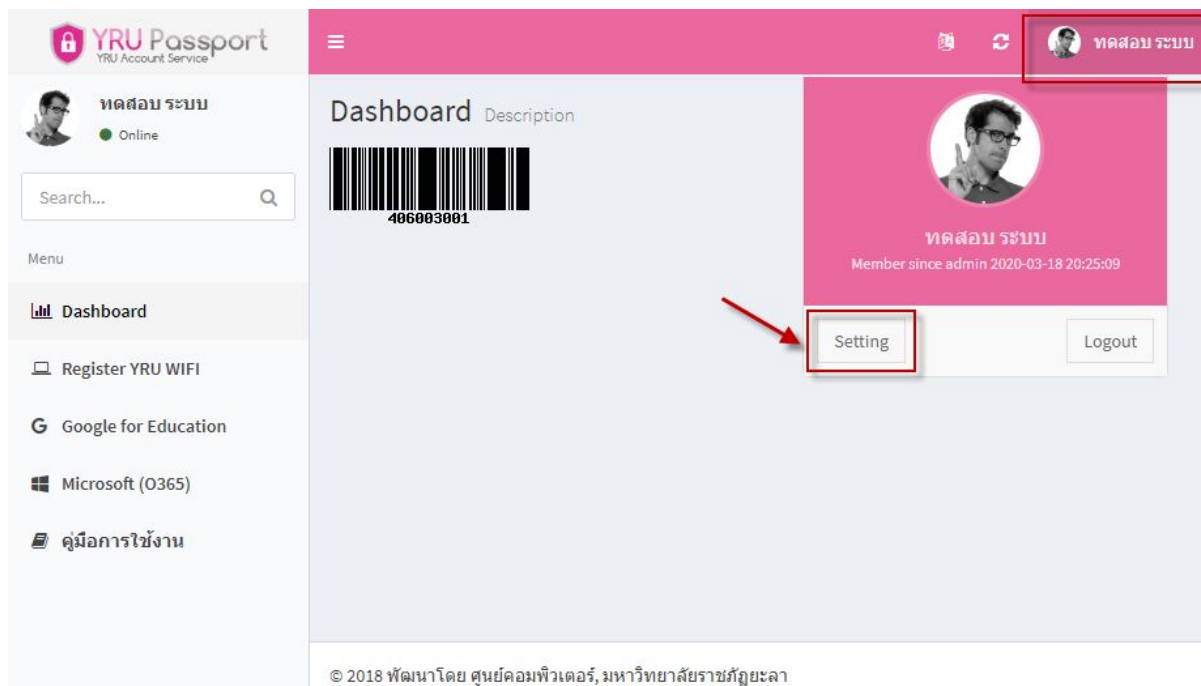 YRU Passport
YRU Account Service
ทดสอบ ระบบ
ทดสอบ ระบบ
Online
Search...
Menu
Dashboard
Register YRU WIFI
Google for Education
Microsoft (O365)
คู่มือการใช้งาน
Dashboard Description
406003001
ทดสอบ ระบบ
Member since admin 2020-03-18 20:25:09
Setting
Logout
© 2018 พัฒนาโดย ศูนย์คอมพิวเตอร์, มหาวิทยาลัยราชภัฏยะลา